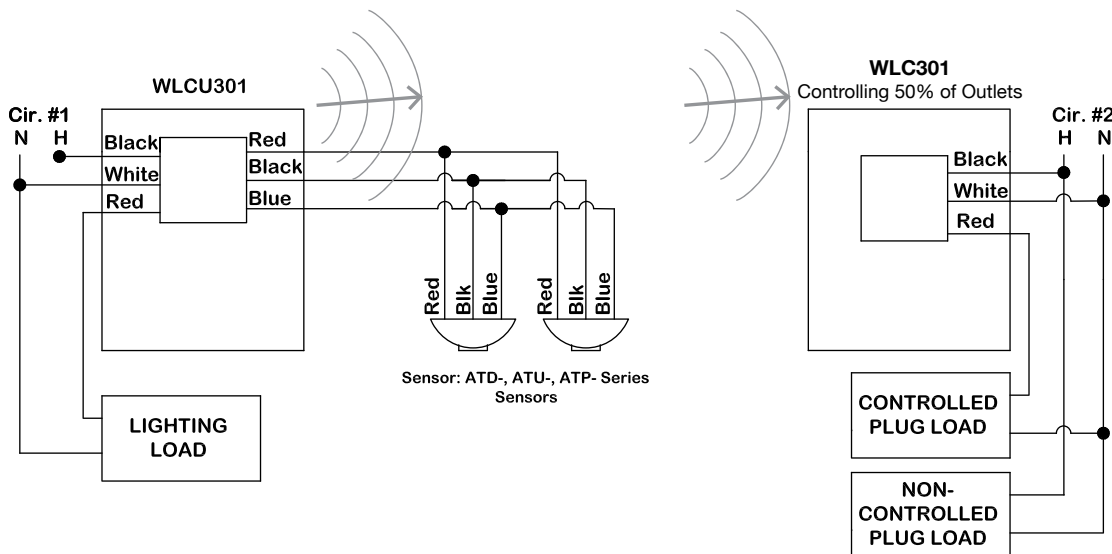 WLCU301
Cir. #1
N H
Black
White
Red
Red
Black
Blue
Red
Blk
Blue
Red
Blk
Blue
Sensor: ATD-, ATU-, ATP- Series
Sensors
LIGHTING
LOAD
WLC301
Controlling 50% of Outlets
Cir. #2
H N
Black
White
Red
CONTROLLED
PLUG LOAD
NON-
CONTROLLED
PLUG LOAD